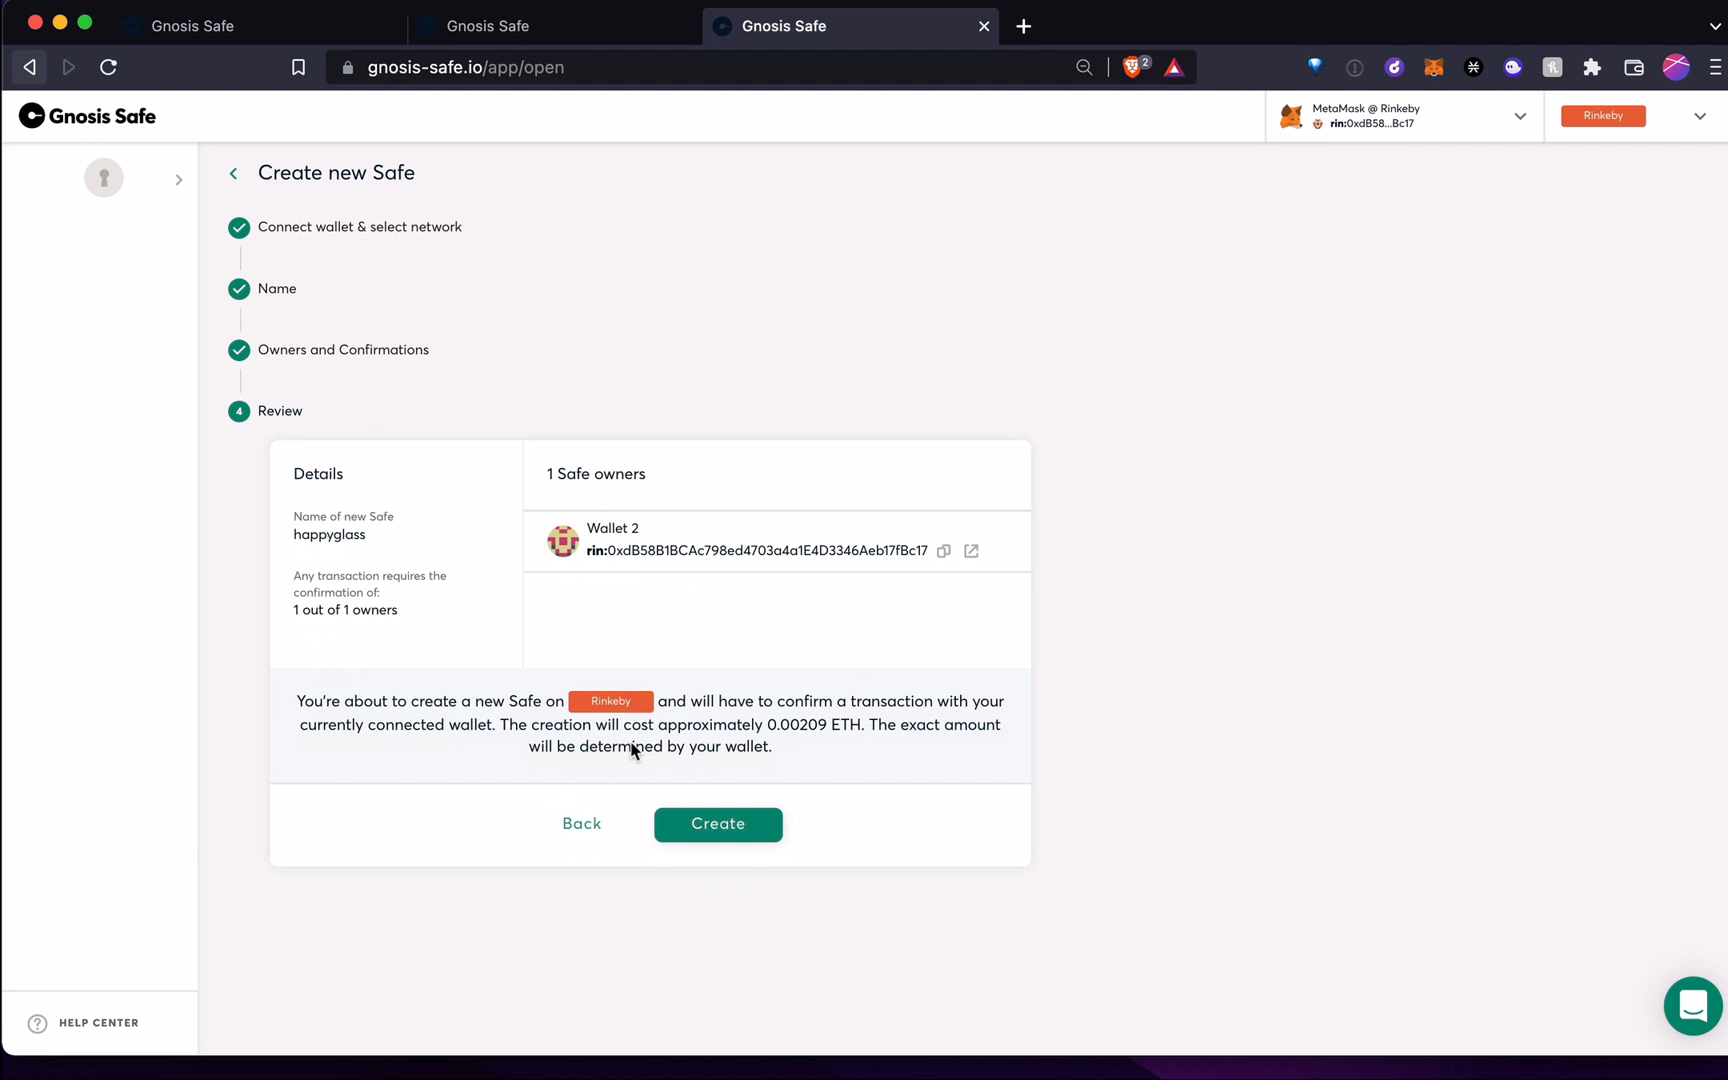 Gnosis Safe
Gnosis Safe
Gnosis Safe
gnosis-safe.io/app/open
2
Gnosis Safe
MetaMask @ Rinkeby
rin:0xdB58...Bc17
Rinkeby
Create new Safe
Connect wallet & select network
Name
Owners and Confirmations
4 Review
Details
Name of new Safe
happyglass
Any transaction requires the
confirmation of:
1 out of 1 owners
1 Safe owners
Wallet 2
rin:0xdB58B1BCAc798ed4703a4a1E4D3346Aeb17fBc17
You're about to create a new Safe on Rinkeby and will have to confirm a transaction with your
currently connected wallet. The creation will cost approximately 0.00209 ETH. The exact amount
will be determined by your wallet.
Back
Create
? HELP CENTER